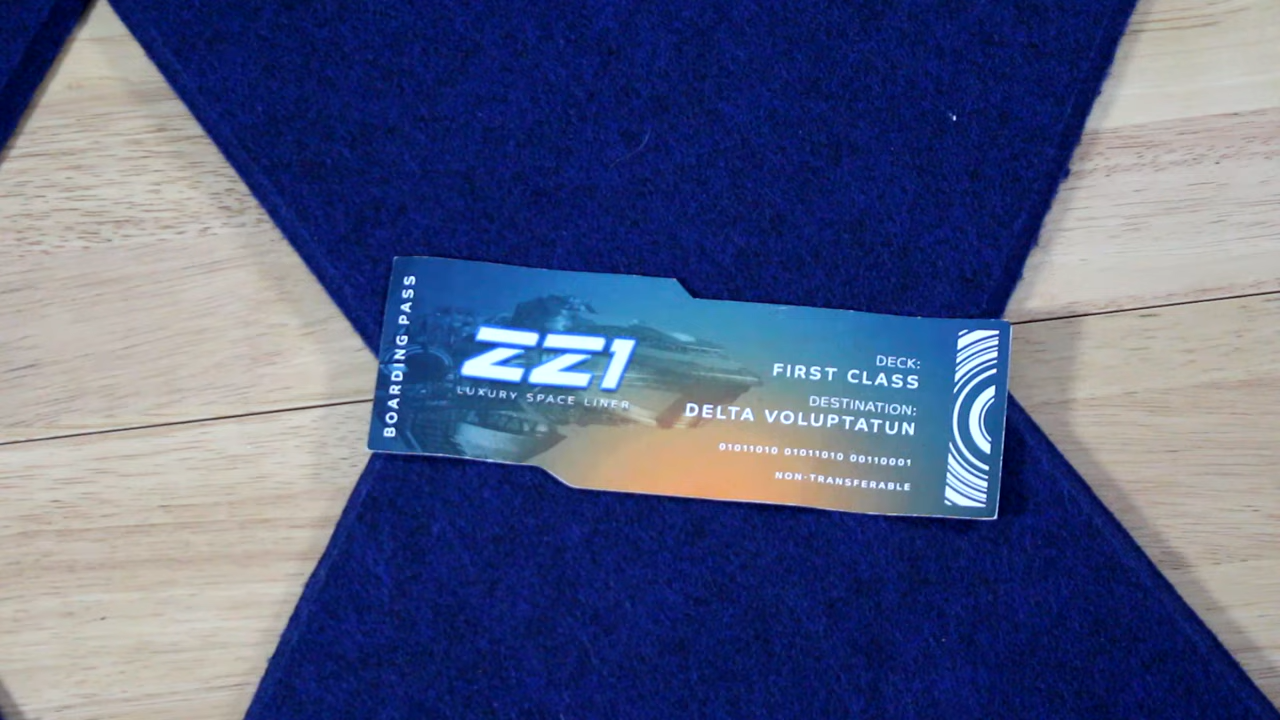 BOARDING PASS
ZZ1
LUXURY SPACE LINER
DECK:
FIRST CLASS
DESTINATION:
DELTA VOLUPTATUN
01011010 01011010 00110001
NON-TRANSFERABLE